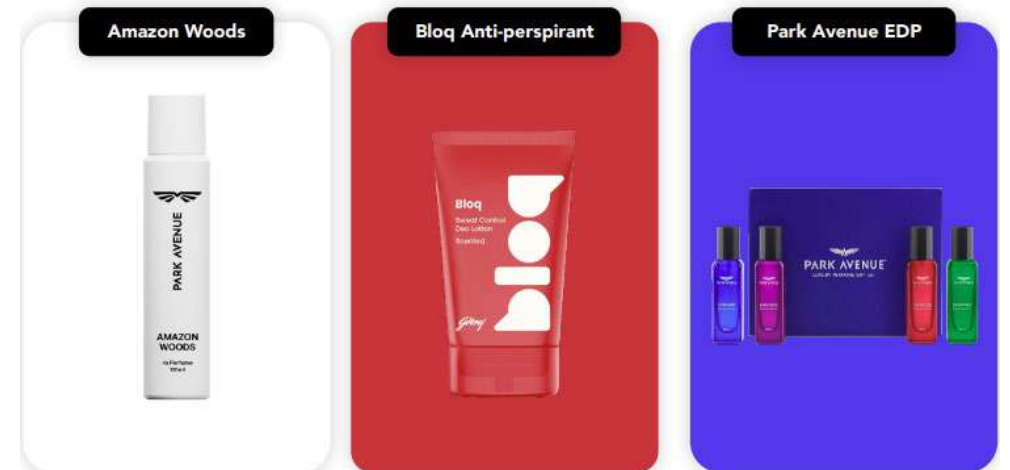 Amazon Woods
Bloq Anti-perspirant
Park Avenue EDP
PARK AVENUE
AMAZON
WOODS
Bloq
Sweat Control
Deo Lotion
Scented
bloq
Godrej
PARK AVENUE